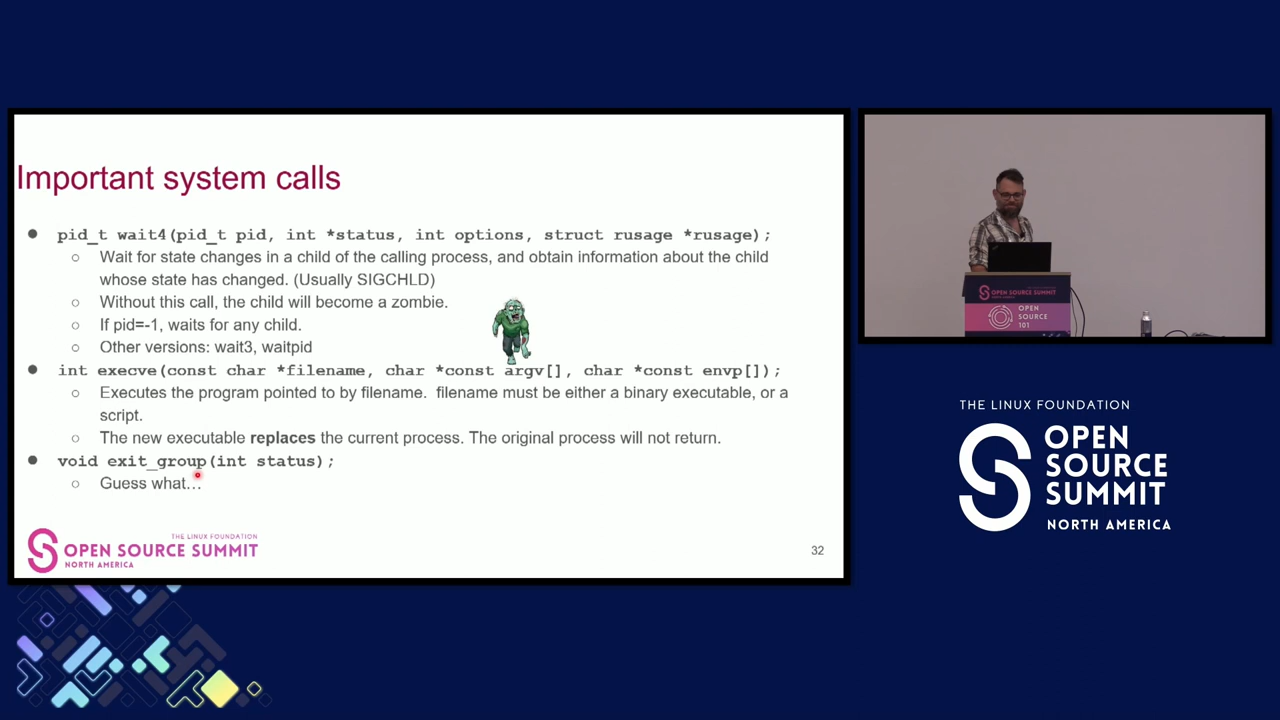 Important system calls
● pid_t wait4(pid_t pid, int *status, int options, struct rusage *rusage);
○ Wait for state changes in a child of the calling process, and obtain information about the child
whose state has changed. (Usually SIGCHLD)
○ Without this call, the child will become a zombie.
○ If pid=-1, waits for any child.
○ Other versions: wait3, waitpid
● int execve(const char *filename, char *const argv[], char *const envp[]);
○ Executes the program pointed to by filename.  filename must be either a binary executable, or a
script.
○ The new executable replaces the current process. The original process will not return.
● void exit_group(int status);
○ Guess what…
THE LINUX FOUNDATION
OPEN SOURCE SUMMIT
NORTH AMERICA
32
OPEN SOURCE SUMMIT
NORTH AMERICA
OPEN
SOURCE
101
THE LINUX FOUNDATION
OPEN
SOURCE
SUMMIT
NORTH AMERICA